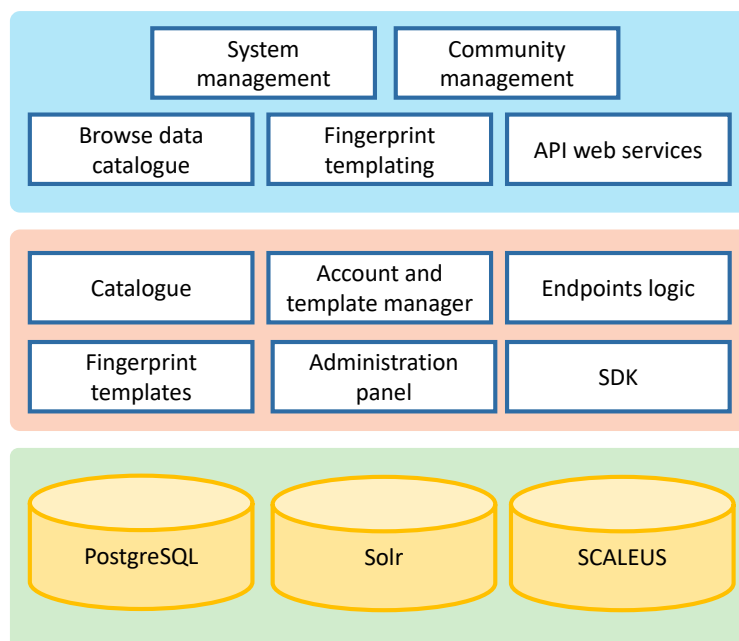 System
management
Community
management
Browse data
catalogue
Fingerprint
templating
API web services
Catalogue
Account and
template manager
Endpoints logic
Fingerprint
templates
Administration
panel
SDK
PostgreSQL
Solr
SCALEUS